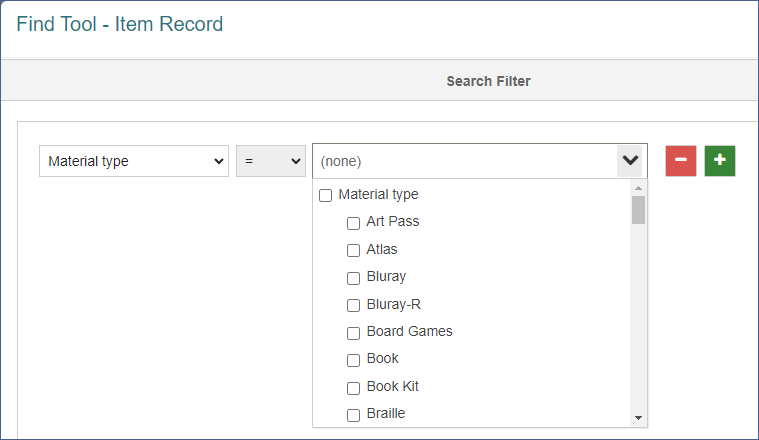 Find Tool - Item Record
Search Filter
Material type = (none)
Material type
Art Pass
Atlas
Bluray
Bluray-R
Board Games
Book
Book Kit
Braille